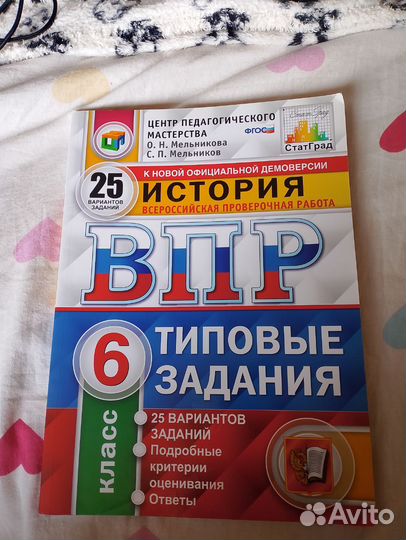 ЦЕНТР ПЕДАГОГИЧЕСКОГО
МАСТЕРСТВА
О. Н. Мельникова
С. П. Мельников
ФГОС
СтатГрад
К НОВОЙ ОФИЦИАЛЬНОЙ ДЕМОВЕРСИИ
25
ВАРИАНТОВ
ЗАДАНИЙ
ИСТОРИЯ
ВСЕРОССИЙСКАЯ ПРОВЕРОЧНАЯ РАБОТА
ВПР
6
КЛАСС
ТИПОВЫЕ
ЗАДАНИЯ
25 ВАРИАНТОВ
ЗАДАНИЙ
Подробные
критерии
оценивания
Ответы
Avito